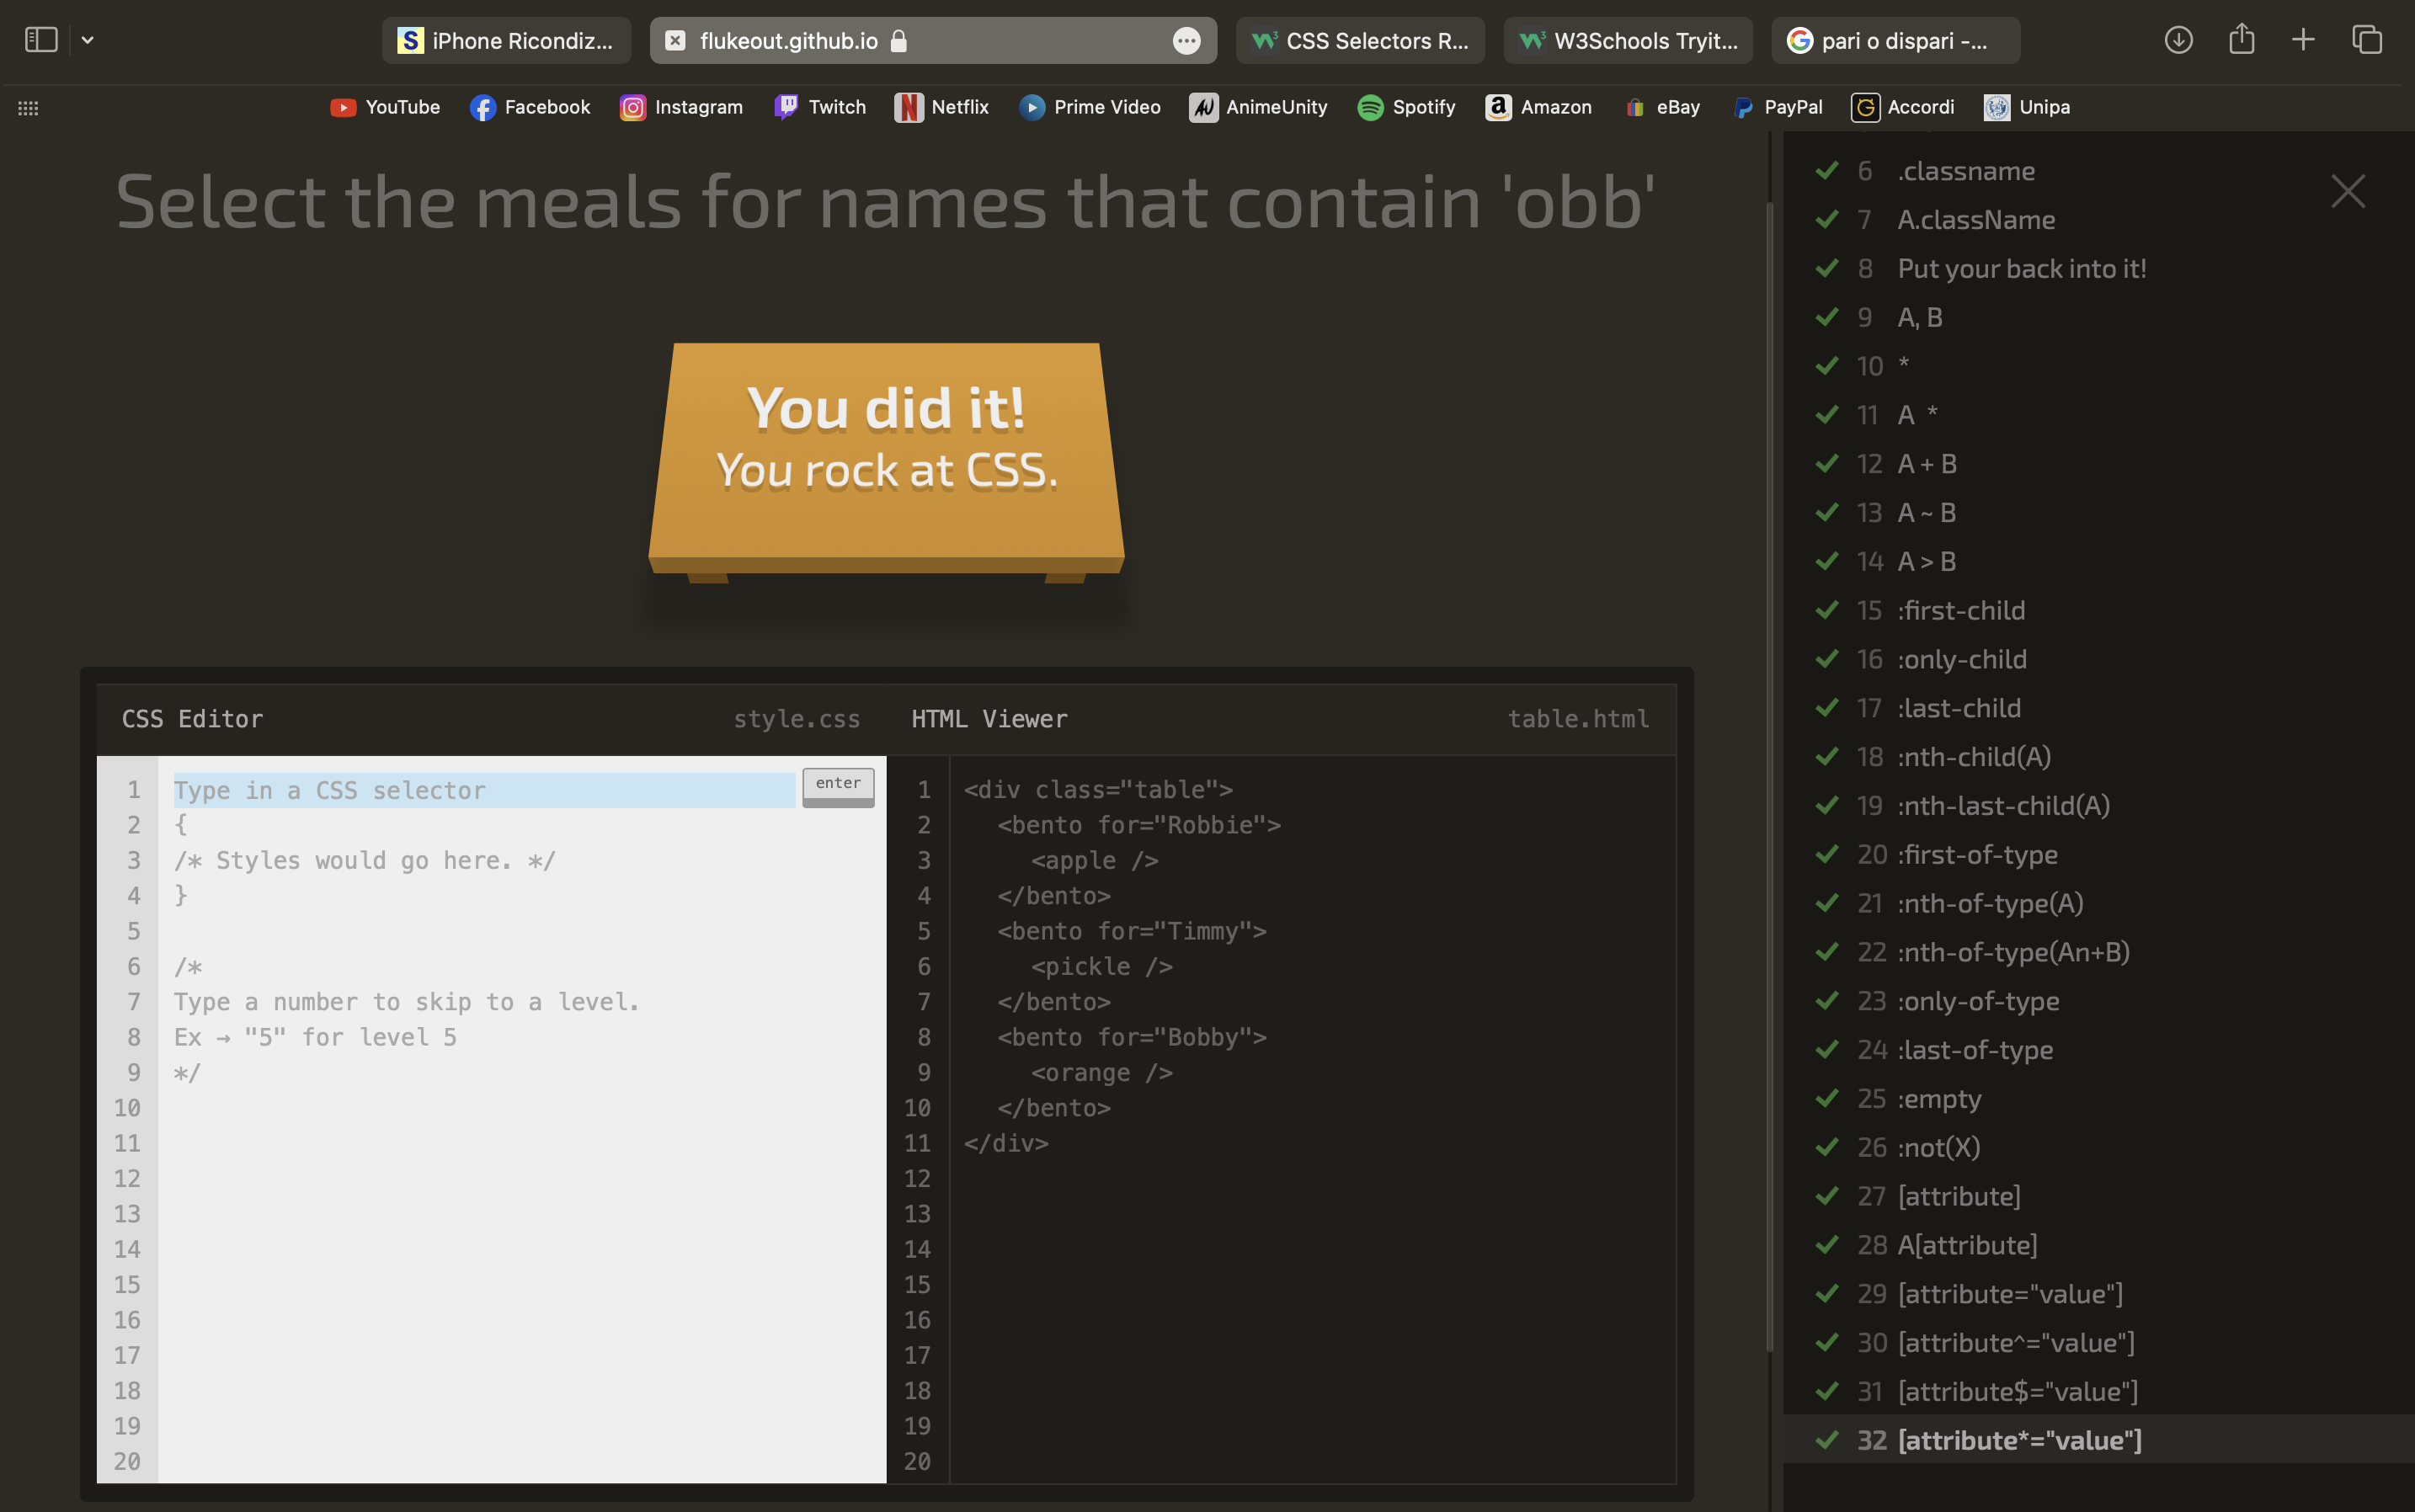 iPhone Ricondiz...
flukeout.github.io
CSS Selectors R...
W3Schools Tryit...
pari o dispari -...
YouTube
Facebook
Instagram
Twitch
Netflix
Prime Video
AnimeUnity
Spotify
Amazon
eBay
PayPal
Accordi
Unipa
Select the meals for names that contain 'obb'
You did it!
You rock at CSS.
CSS Editor
style.css
HTML Viewer
table.html
1 Type in a CSS selector
enter
2 {
3 /* Styles would go here. */
4 }
5
6 /*
7 Type a number to skip to a level.
8 Ex → "5" for level 5
9 */
10
11
12
13
14
15
16
17
18
19
20
1 <div class="table">
2 <bento for="Robbie">
3 <apple />
4 </bento>
5 <bento for="Timmy">
6 <pickle />
7 </bento>
8 <bento for="Bobby">
9 <orange />
10 </bento>
11 </div>
12
13
14
15
16
17
18
19
20
6 .classname
7 A.className
8 Put your back into it!
9 A, B
10 *
11 A *
12 A + B
13 A ~ B
14 A > B
15 :first-child
16 :only-child
17 :last-child
18 :nth-child(A)
19 :nth-last-child(A)
20 :first-of-type
21 :nth-of-type(A)
22 :nth-of-type(An+B)
23 :only-of-type
24 :last-of-type
25 :empty
26 :not(X)
27 [attribute]
28 A[attribute]
29 [attribute="value"]
30 [attribute^="value"]
31 [attribute$="value"]
32 [attribute*="value"]